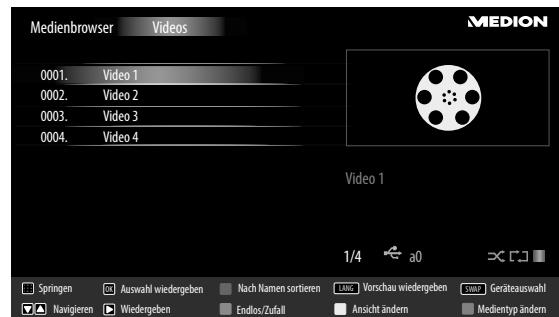 Medienbrowser Videos MEDION
0001. Video 1
0002. Video 2
0003. Video 3
0004. Video 4
Video 1
1/4 a0
Springen OK Auswahl wiedergeben Nach Namen sortieren LANG Vorschau wiedergeben SWAP Geräteauswahl
Navigieren Wiedergeben Endlos/Zufall Ansicht ändern Medientyp ändern